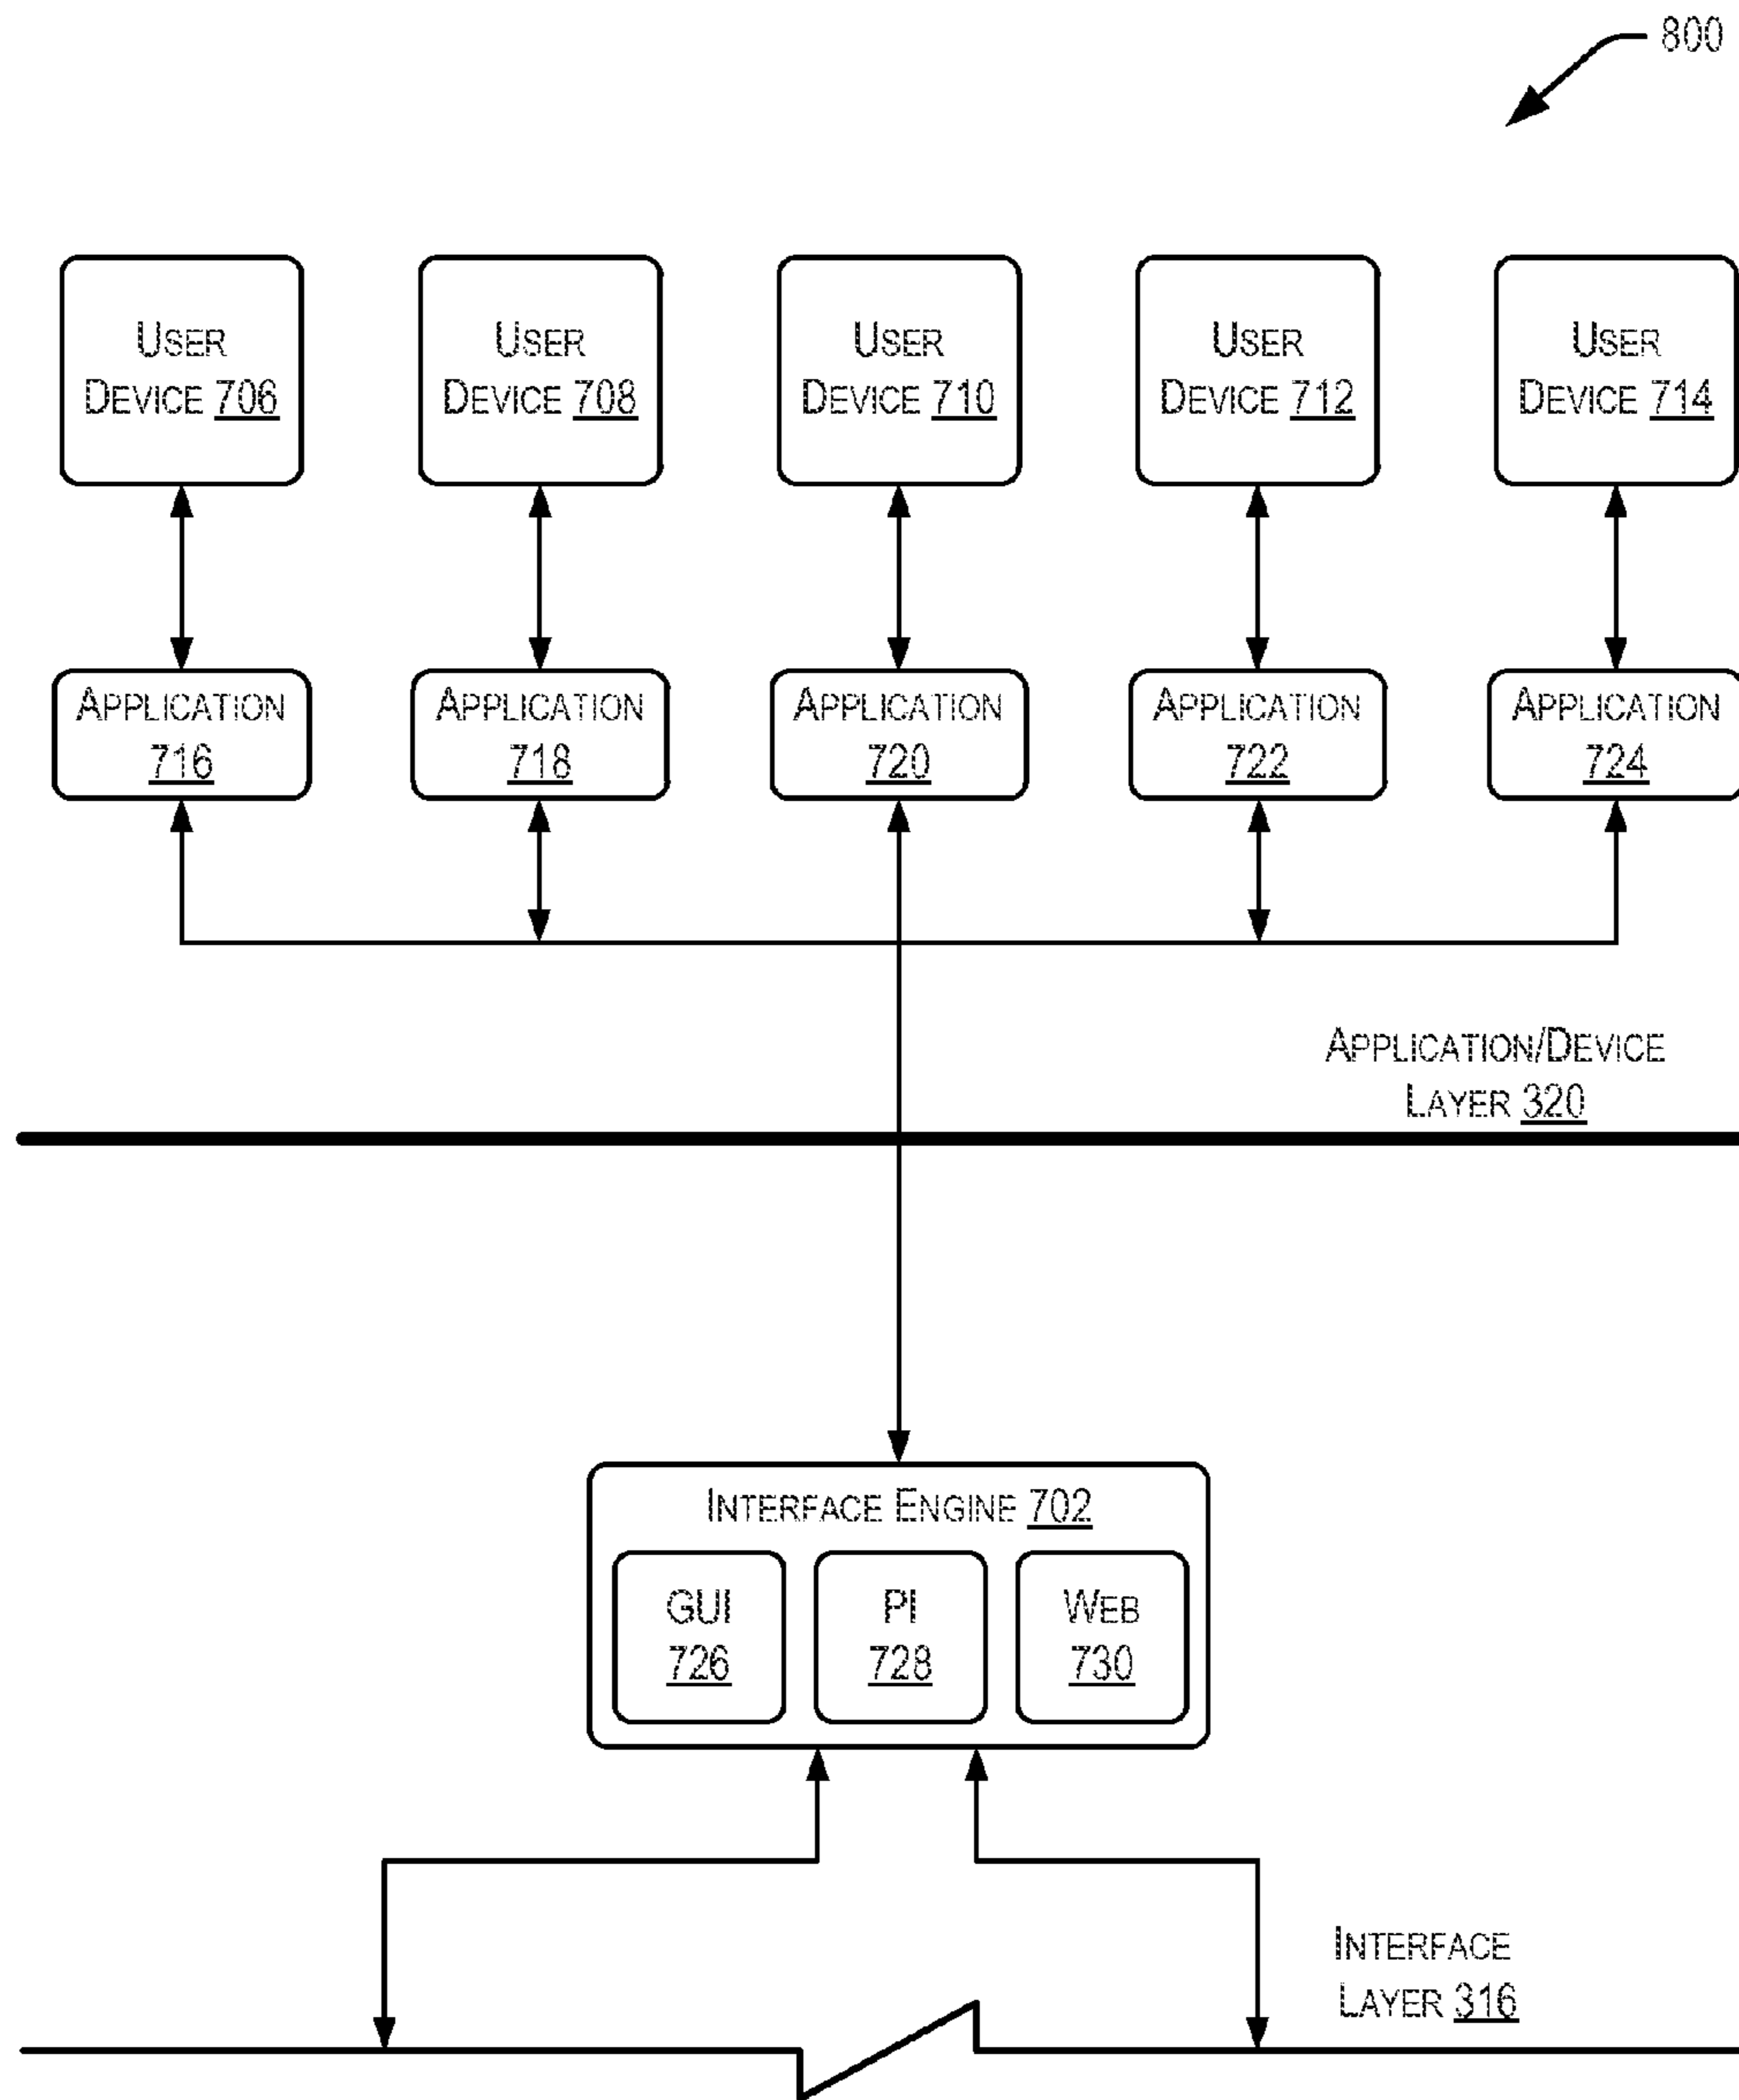 800
USER
DEVICE 706
USER
DEVICE 708
USER
DEVICE 710
USER
DEVICE 712
USER
DEVICE 714
APPLICATION
716
APPLICATION
718
APPLICATION
720
APPLICATION
722
APPLICATION
724
APPLICATION/DEVICE
LAYER 320
INTERFACE ENGINE 702
GUI
726
PI
728
WEB
730
INTERFACE
LAYER 316